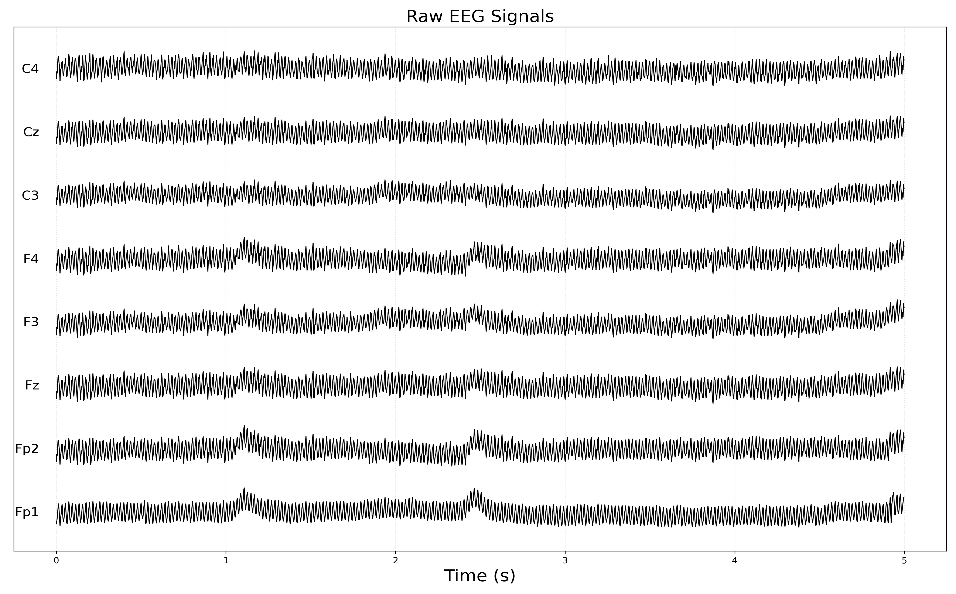 Raw EEG Signals
C4
Cz
C3
F4
F3
Fz
Fp2
Fp1
0 1 2 3 4 5
Time (s)